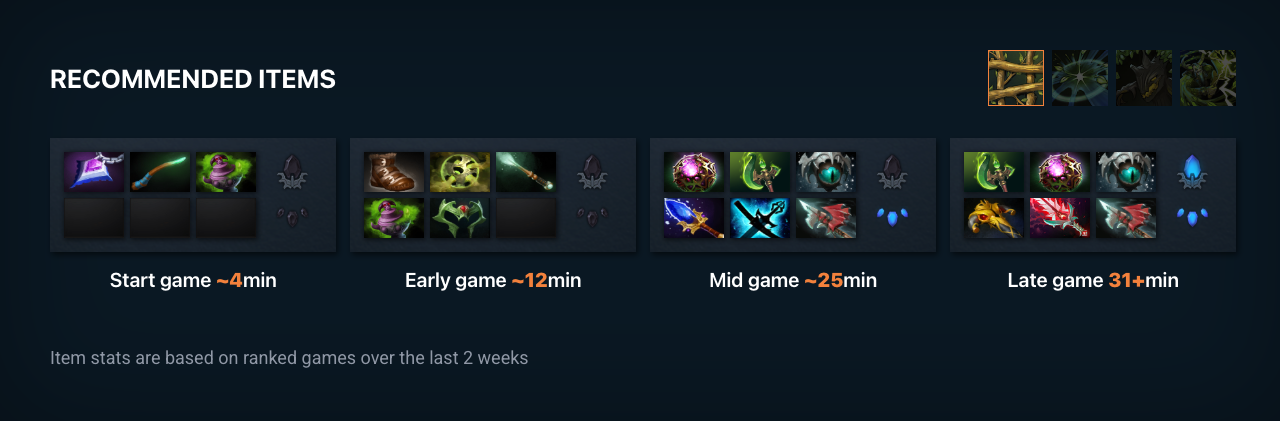 RECOMMENDED ITEMS
Start game ~4min
Early game ~12min
Mid game ~25min
Late game 31+min
Item stats are based on ranked games over the last 2 weeks